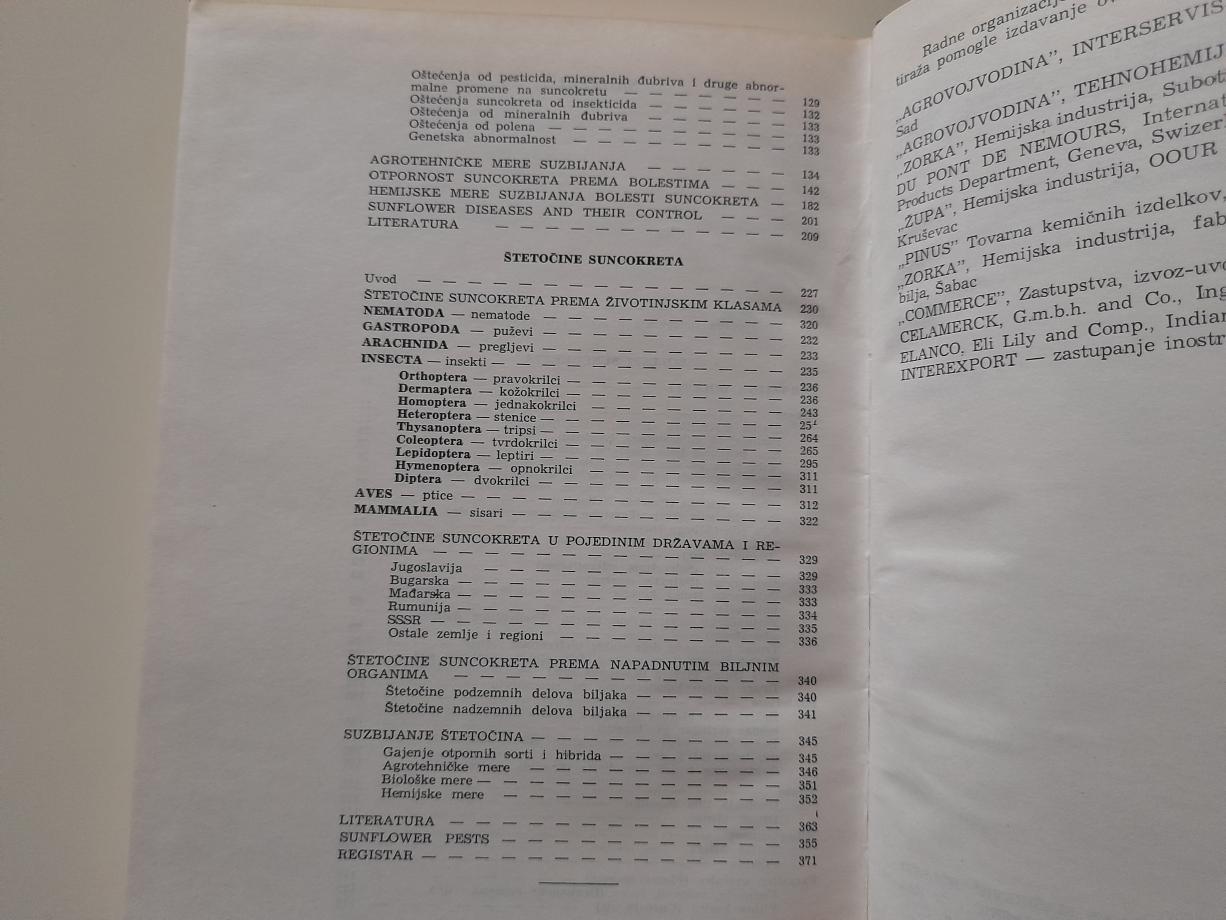 Oštećenja od pesticida, mineralnih đubriva i druge abnor-
malne promene na suncokretu — — — — — — — 129
Oštećenja suncokreta od insekticida — — — — — — 132
Oštećenja od mineralnih đubriva — — — — — — 133
Oštećenja od polena — — — — — — — — — 133
Genetska abnormalnost — — — — — — — — 133
AGROTEHNIČKE MERE SUZBIJANJA — — — — — — 134
OTPORNOST SUNCOKRETA PREMA BOLESTIMA — — — 142
HEMIJSKE MERE SUZBIJANJA BOLESTI SUNCOKRETA — 182
SUNFLOWER DISEASES AND THEIR CONTROL — — — 201
LITERATURA — — — — — — — — — — — — 209
ŠTETOČINE SUNCOKRETA
Uvod — — — — — — — — — — — — — — — 227
ŠTETOČINE SUNCOKRETA PREMA ŽIVOTINJSKIM KLASAMA 230
NEMATODA — nematode — — — — — — — — — 320
GASTROPODA — puževi — — — — — — — — — — 232
ARACHNIDA — pregljevi — — — — — — — — — — 233
INSECTA — insekti — — — — — — — — — — — — 235
Orthoptera — pravokrilci — — — — — — — — — 236
Dermaptera — kožokrilci — — — — — — — — — 236
Homoptera — jednakokrilci — — — — — — — — 243
Heteroptera — stenice — — — — — — — — — — 25
Thysanoptera — tripsi — — — — — — — — — — 264
Coleoptera — tvrdokrilci — — — — — — — — — 265
Lepidoptera — leptiri — — — — — — — — — — 295
Hymenoptera — opnokrilci — — — — — — — — 311
Diptera — dvokrilci — — — — — — — — — — 311
AVES — ptice — — — — — — — — — — — — — 312
MAMMALIA — sisari — — — — — — — — — — — 322
ŠTETOČINE SUNCOKRETA U POJEDINIM DRŽAVAMA I RE-
GIONIMA — — — — — — — — — — — — — — 329
Jugoslavija — — — — — — — — — — — — 329
Bugarska — — — — — — — — — — — — — 333
Mađarska — — — — — — — — — — — — — 333
Rumunija — — — — — — — — — — — — — 334
SSSR — — — — — — — — — — — — — — 335
Ostale zemlje i regioni — — — — — — — — — 336
ŠTETOČINE SUNCOKRETA PREMA NAPADNUTIM BILJNIM
ORGANIMA — — — — — — — — — — — — — 340
Štetočine podzemnih delova biljaka — — — — — — 340
Štetočine nadzemnih delova biljaka — — — — — — 341
SUZBIJANJE ŠTETOČINA — — — — — — — — — — 345
Gajenje otpornih sorti i hibrida — — — — — — — 345
Agrotehničke mere — — — — — — — — — — 346
Biološke mere — — — — — — — — — — — — 351
Hemijske mere — — — — — — — — — — — 352
LITERATURA — — — — — — — — — — — — — 363
SUNFLOWER PESTS — — — — — — — — — — — 355
REGISTAR — — — — — — — — — — — — — — 371
Radne organizacije
tiraža pomogle izdavanje
„AGROVOJVODINA”, INTERSERVIS
Sad
„AGROVOJVODINA”, TEHNOHEMIJ
„ZORKA”, Hemijska industrija, Subot
DU PONT DE NEMOURS, Internat
Products Department, Geneva, Swizerl
„ŽUPA”, Hemijska industrija, OOUR
Kruševac
„PINUS” Tovarna kemičnih izdelkov,
„ZORKA”, Hemijska industrija, fab
bilja, Šabac
„COMMERCE”, Zastupstva, izvoz-uvo
CELAMERCK, G.m.b.h. and Co., Ing
ELANCO, Eli Lily and Comp., Indian
INTEREXPORT — zastupanje inostr